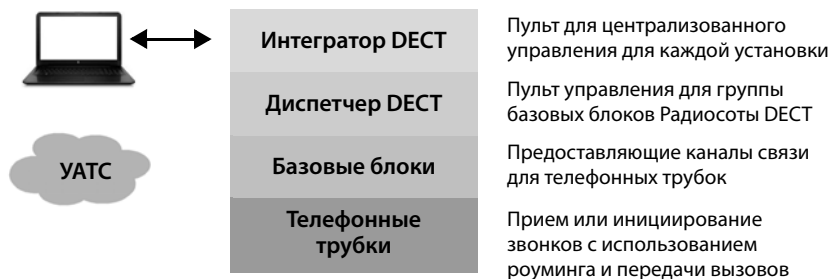 Интегратор DECT
Пульт для централизованного
управления для каждой установки
Диспетчер DECT
Пульт управления для группы
базовых блоков Радиосоты DECT
УАТС
Базовые блоки
Предоставляющие каналы связи
для телефонных трубок
Телефонные
трубки
Прием или инициирование
звонков с использованием
роуминга и передачи вызовов